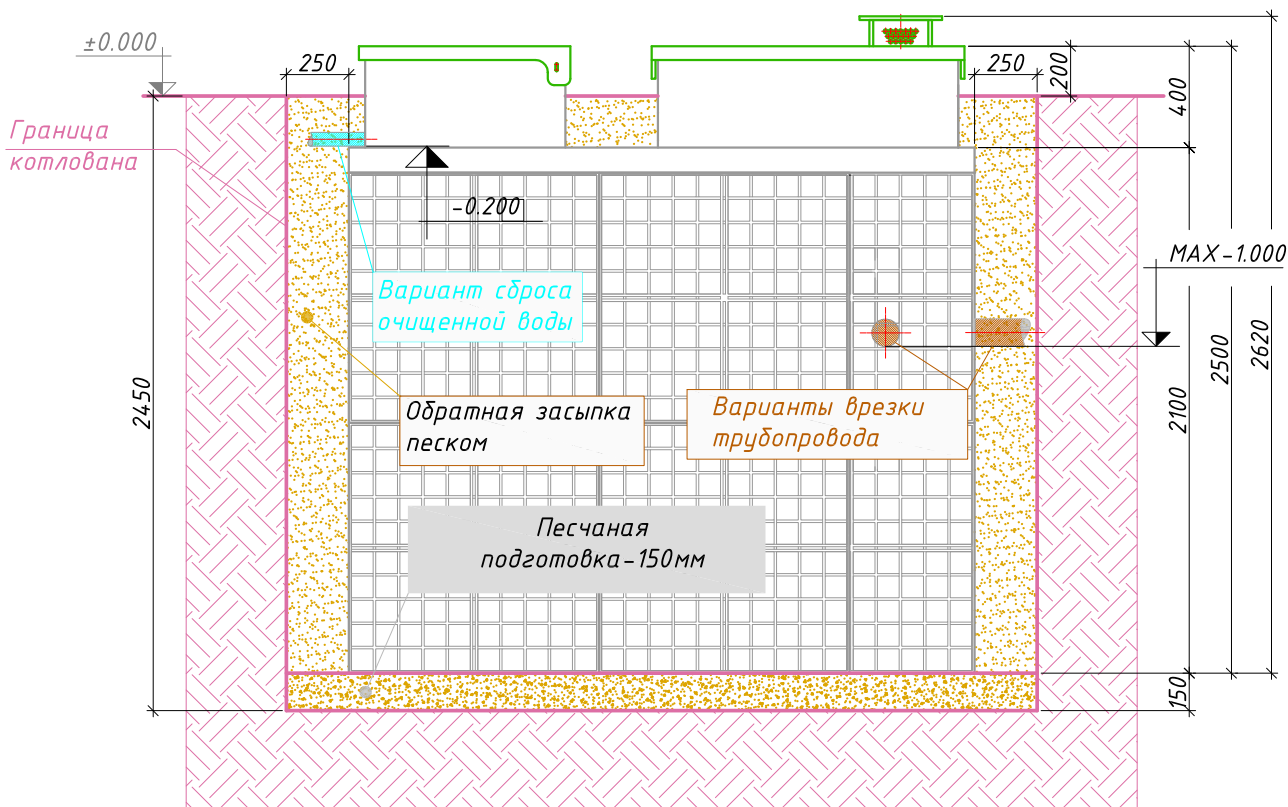 ±0.000
250
250
200
400
Граница
котлована
-0.200
MAX-1.000
Вариант сброса
очищенной воды
2450
2100
2500
2620
Обратная засыпка
песком
Варианты врезки
трубопровода
Песчаная
подготовка-150мм
150